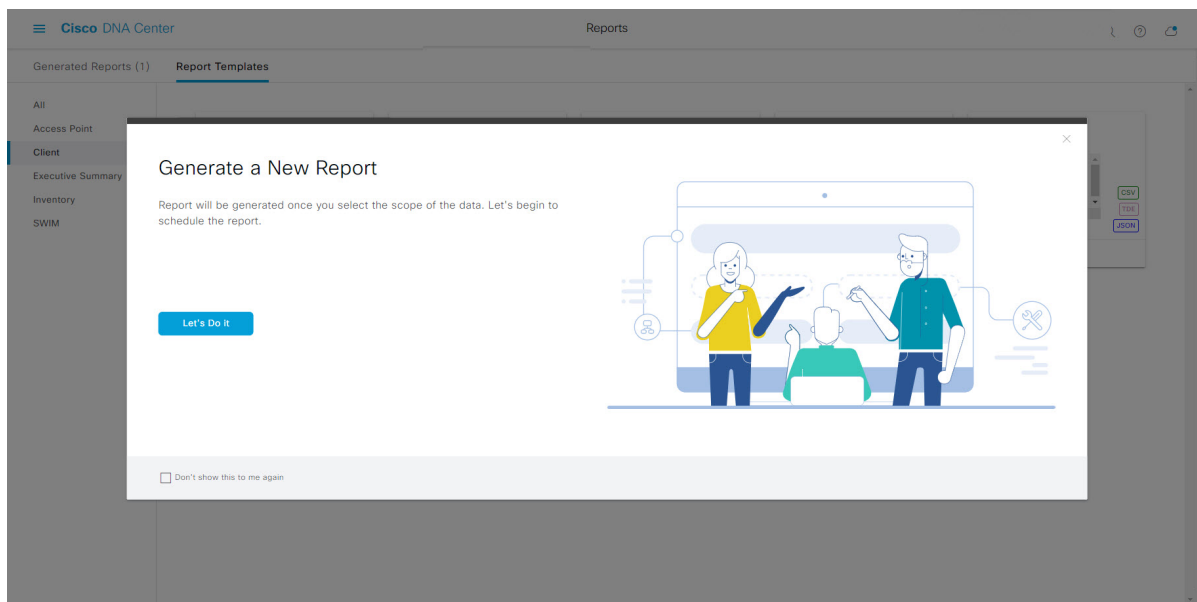 Cisco DNA Center
Reports
Generated Reports (1)
Report Templates
All
Access Point
Client
Executive Summary
Inventory
SWIM
Generate a New Report
Report will be generated once you select the scope of the data. Let's begin to
schedule the report.
Let's Do it
Don't show this to me again
CSV
TDE
JSON